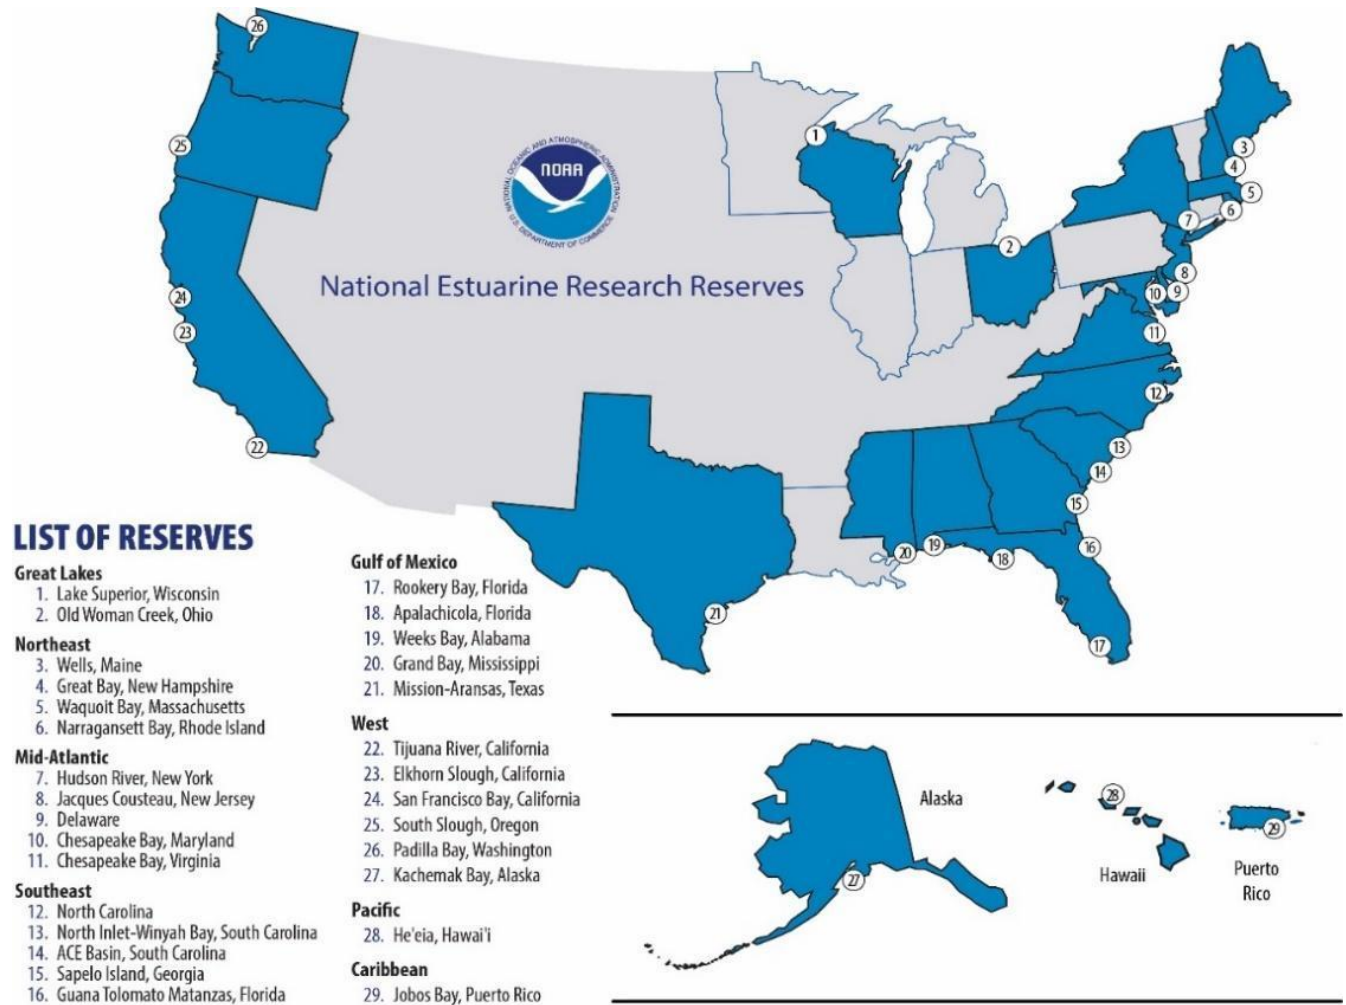 NATIONAL OCEANIC AND ATMOSPHERIC ADMINISTRATION
NOAA
U.S. DEPARTMENT OF COMMERCE
National Estuarine Research Reserves
26
25
24
23
22
1
2
3
4
5
6
7
8
9
10
11
12
13
14
15
16
17
18
19
20
21
LIST OF RESERVES
Great Lakes
1. Lake Superior, Wisconsin
2. Old Woman Creek, Ohio
Northeast
3. Wells, Maine
4. Great Bay, New Hampshire
5. Waquoit Bay, Massachusetts
6. Narragansett Bay, Rhode Island
Mid-Atlantic
7. Hudson River, New York
8. Jacques Cousteau, New Jersey
9. Delaware
10. Chesapeake Bay, Maryland
11. Chesapeake Bay, Virginia
Southeast
12. North Carolina
13. North Inlet-Winyah Bay, South Carolina
14. ACE Basin, South Carolina
15. Sapelo Island, Georgia
16. Guana Tolomato Matanzas, Florida
Gulf of Mexico
17. Rookery Bay, Florida
18. Apalachicola, Florida
19. Weeks Bay, Alabama
20. Grand Bay, Mississippi
21. Mission-Aransas, Texas
West
22. Tijuana River, California
23. Elkhorn Slough, California
24. San Francisco Bay, California
25. South Slough, Oregon
26. Padilla Bay, Washington
27. Kachemak Bay, Alaska
Pacific
28. He'eia, Hawai'i
Caribbean
29. Jobos Bay, Puerto Rico
Alaska
27
28
Hawaii
29
Puerto
Rico